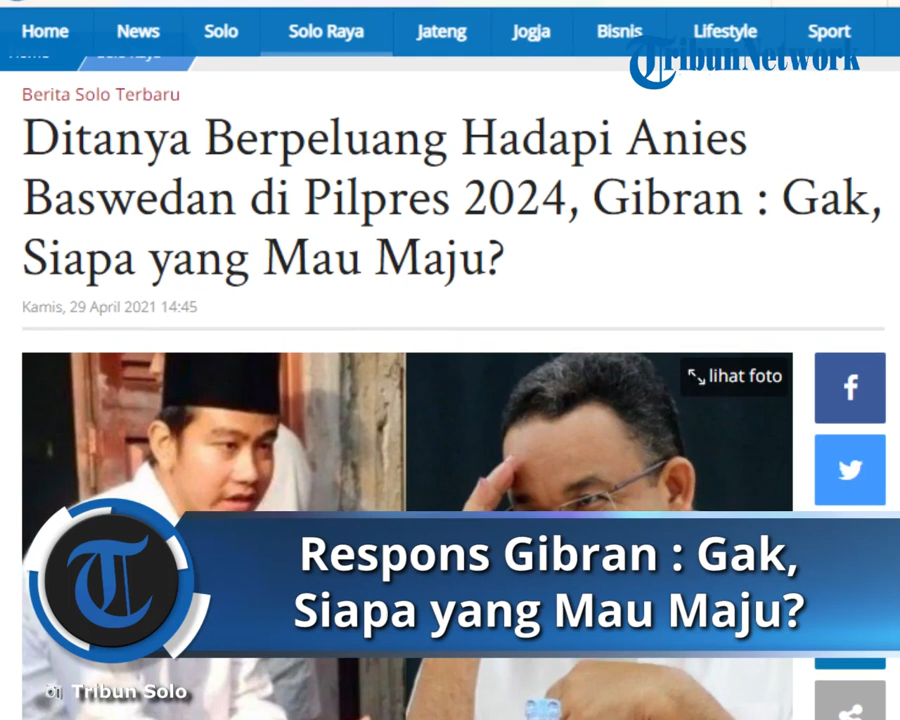 Home News Solo Solo Raya Jateng Jogja Bisnis Lifestyle Sport
TribunNetwork
Berita Solo Terbaru
Ditanya Berpeluang Hadapi Anies
Baswedan di Pilpres 2024, Gibran : Gak,
Siapa yang Mau Maju?
Kamis, 29 April 2021 14:45
lihat foto
f
T
Respons Gibran : Gak,
Siapa yang Mau Maju?
Tribun Solo